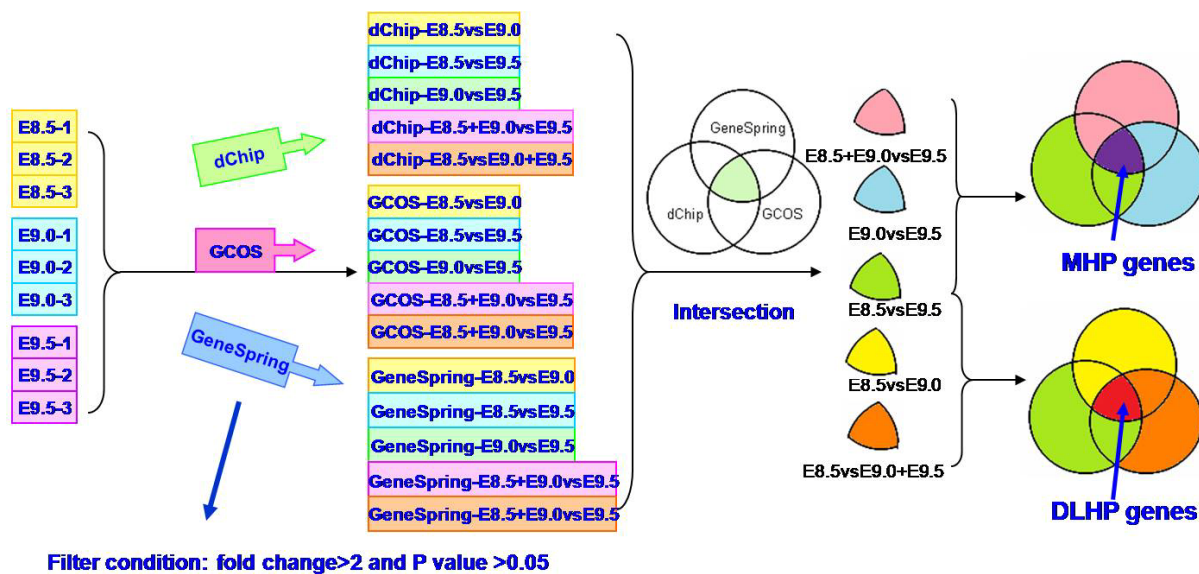 E8.5-1
E8.5-2
E8.5-3
E9.0-1
E9.0-2
E9.0-3
E9.5-1
E9.5-2
E9.5-3
dChip
GCOS
GeneSpring
dChip-E8.5vsE9.0
dChip-E8.5vsE9.5
dChip-E9.0vsE9.5
dChip-E8.5+E9.0vsE9.5
dChip-E8.5vsE9.0+E9.5
GCOS-E8.5vsE9.0
GCOS-E8.5vsE9.5
GCOS-E9.0vsE9.5
GCOS-E8.5+E9.0vsE9.5
GCOS-E8.5+E9.0vsE9.5
GeneSpring-E8.5vsE9.0
GeneSpring-E8.5vsE9.5
GeneSpring-E9.0vsE9.5
GeneSpring-E8.5+E9.0vsE9.5
GeneSpring-E8.5+E9.0vsE9.5
GeneSpring
dChip
GCOS
Intersection
E8.5+E9.0vsE9.5
E9.0vsE9.5
E8.5vsE9.5
E8.5vsE9.0
E8.5vsE9.0+E9.5
MHP genes
DLHP genes
Filter condition: fold change>2 and P value >0.05